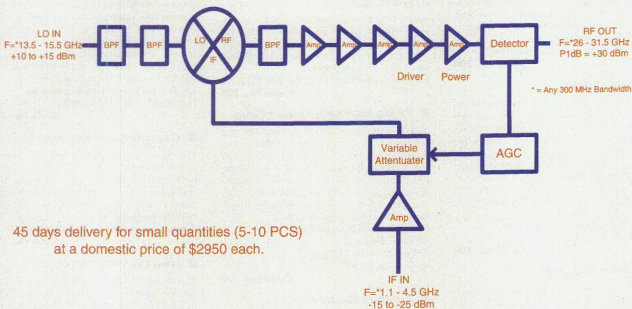 LO IN
F=*13.5 - 15.5 GHz
+10 to +15 dBm
BPF
BPF
LO
RF
IF
BPF
Amp
Amp
Amp
Amp
Amp
Driver
Power
Detector
RF OUT
F=*26 - 31.5 GHz
P1dB = +30 dBm
* = Any 300 MHz Bandwidth
Variable
Attentuater
AGC
Amp
45 days delivery for small quantities (5-10 PCS)
at a domestic price of $2950 each.
IF IN
F=*1.1 - 4.5 GHz
-15 to -25 dBm